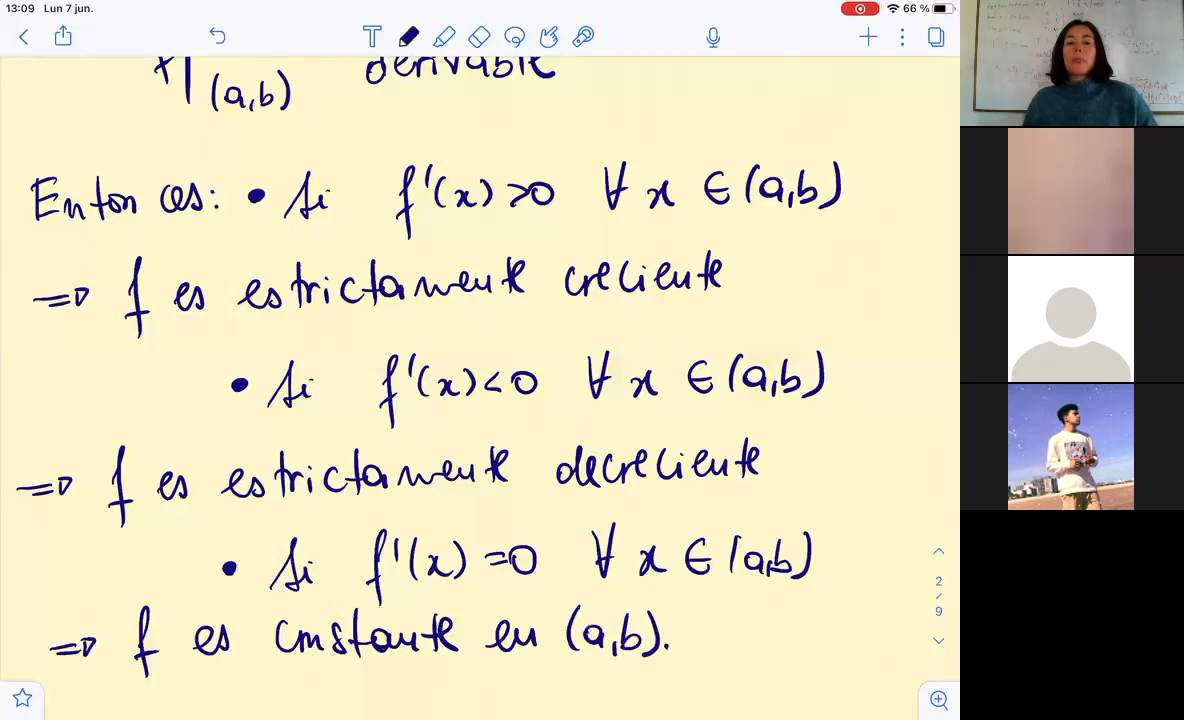 13:09 Lun 7 jun.
66 %
(a,b) derivable
Entonces: • Si f'(x)>0 ∀ x ∈ (a,b)
⇒ f es estrictamente creciente
• Si f'(x)<0 ∀ x ∈ (a,b)
⇒ f es estrictamente decreciente
• Si f'(x)=0 ∀ x ∈ (a,b)
⇒ f es constante en (a,b).
2
/
9